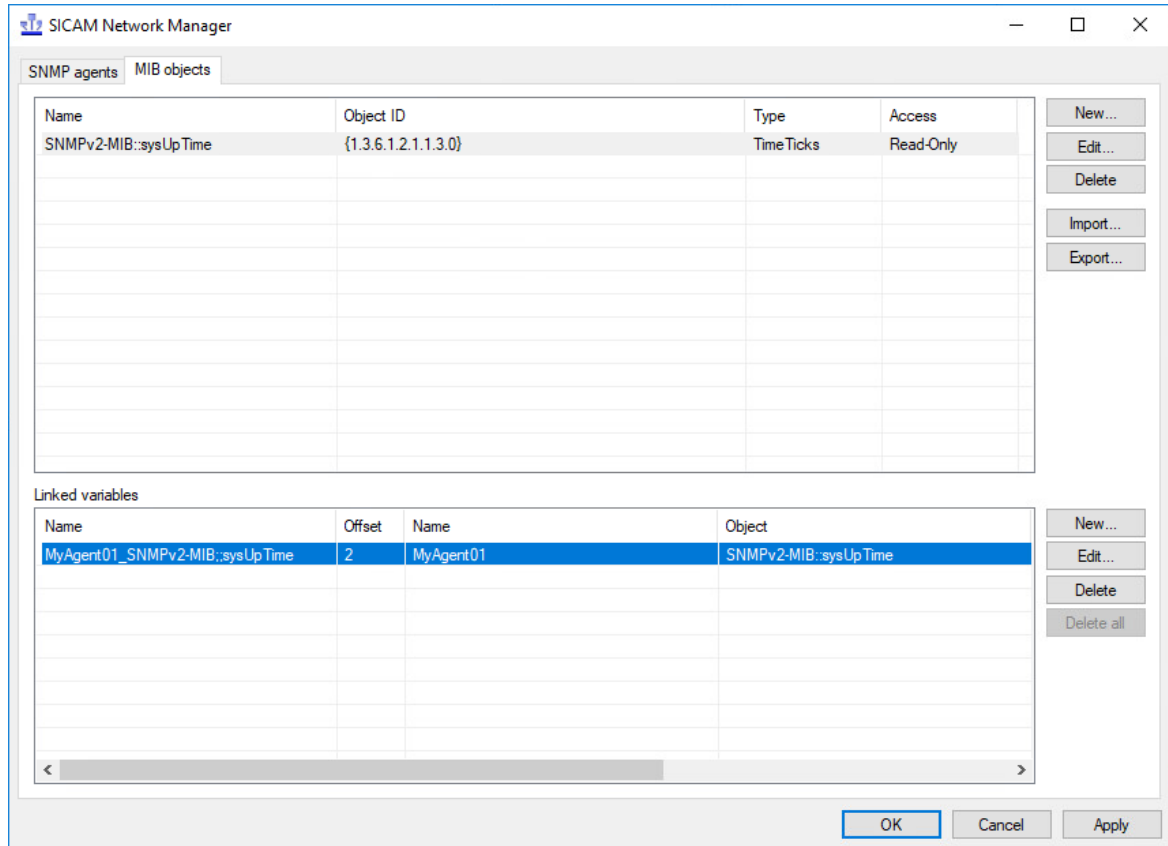 SICAM Network Manager
SNMP agents MIB objects
Name Object ID Type Access
SNMPv2-MIB::sysUpTime {1.3.6.1.2.1.1.3.0} TimeTicks Read-Only
New...
Edit...
Delete
Import...
Export...
Linked variables
Name Offset Name Object
MyAgent01_SNMPv2-MIB;;sysUpTime 2 MyAgent01 SNMPv2-MIB::sysUpTime
New...
Edit...
Delete
Delete all
OK Cancel Apply